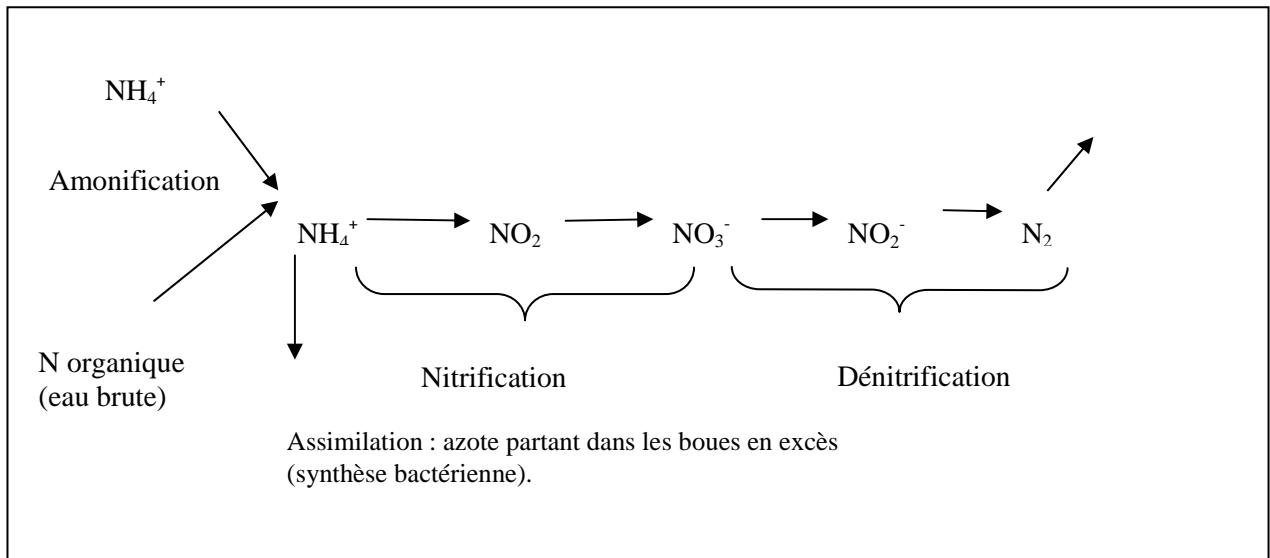 NH₄⁺
Amonification
NH₄⁺ NO₂ NO₃⁻ NO₂⁻ N₂
N organique
(eau brute)
Nitrification
Dénitrification
Assimilation : azote partant dans les boues en excès
(synthèse bactérienne).